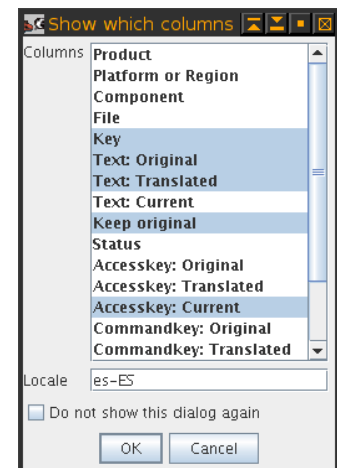 Show which columns
Columns
Product
Platform or Region
Component
File
Key
Text: Original
Text: Translated
Text: Current
Keep original
Status
Accesskey: Original
Accesskey: Translated
Accesskey: Current
Commandkey: Original
Commandkey: Translated
Locale es-ES
Do not show this dialog again
OK Cancel